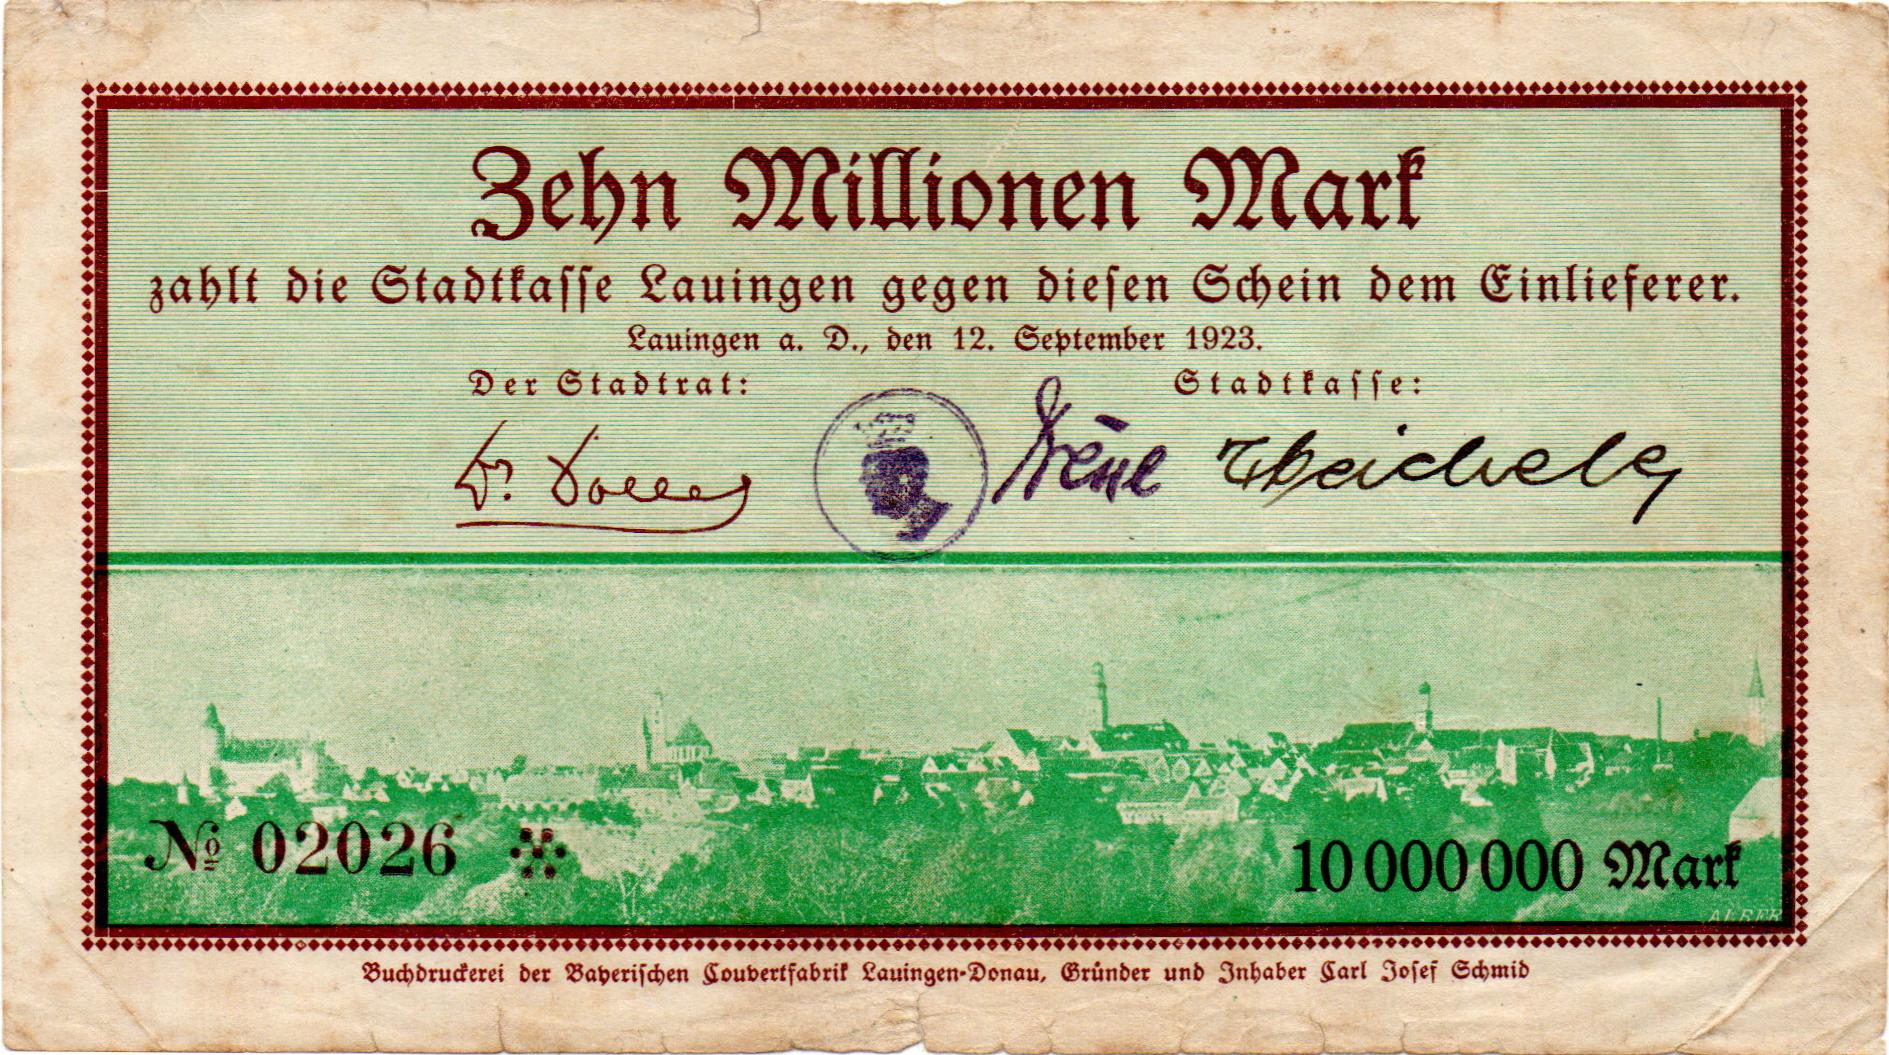 Zehn Millionen Mark
zahlt die Stadtkasse Lauingen gegen diesen Schein dem Einlieferer.
Lauingen a. D., den 12. September 1923.
Der Stadtrat: Stadtkasse:
Dr.
№ 02026 10 000 000 Mark
Buchdruckerei der Bayerischen Couvertfabrik Lauingen-Donau, Gründer und Inhaber Carl Josef Schmid